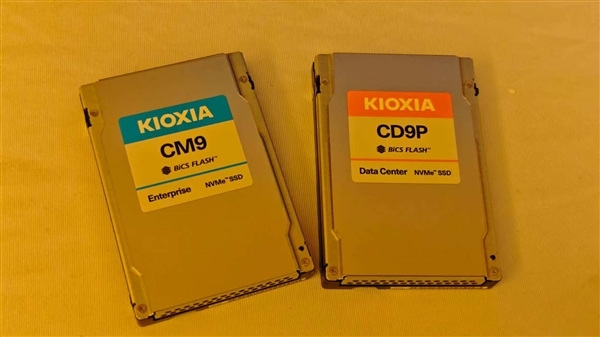 KIOXIA
CM9
BiCS FLASH™
Enterprise NVMe™ SSD
KIOXIA
CD9P
BiCS FLASH™
Data Center NVMe™ SSD